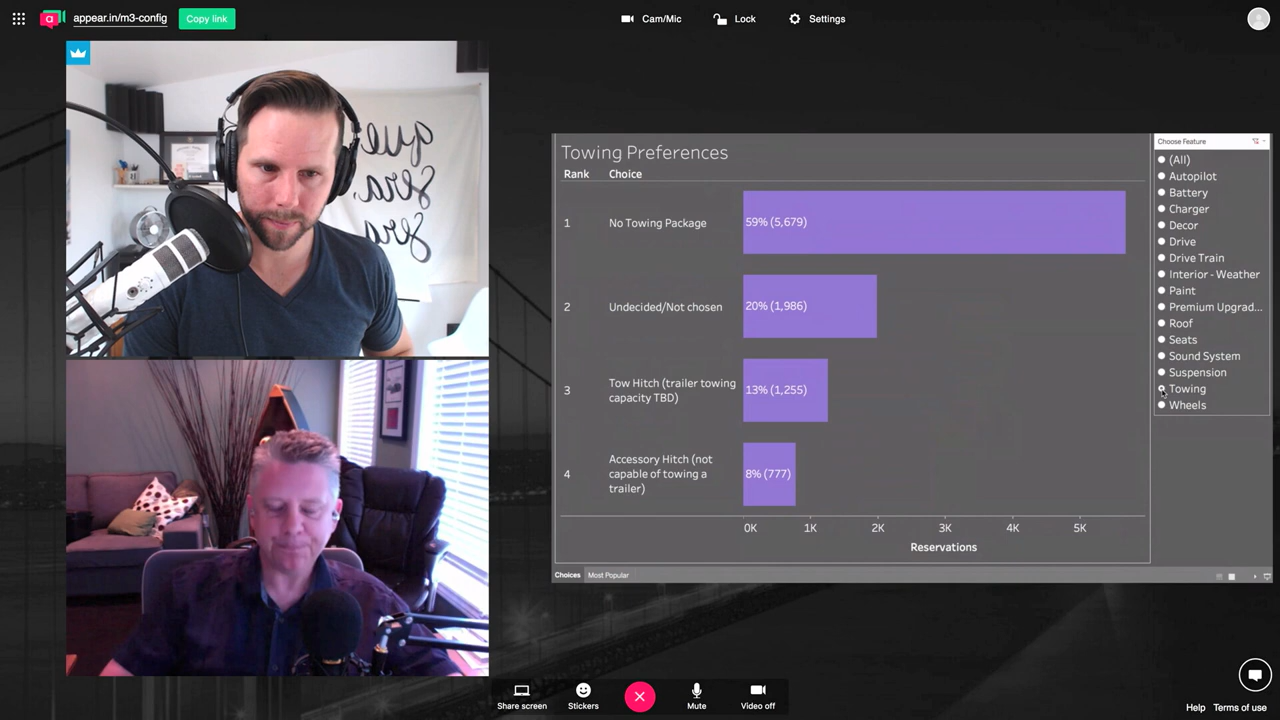 appear.in/m3-config
Copy link
Cam/Mic
Lock
Settings
que
sera,
sera
Towing Preferences
Rank Choice
1 No Towing Package 59% (5,679)
2 Undecided/Not chosen 20% (1,986)
3 Tow Hitch (trailer towing
capacity TBD) 13% (1,255)
4 Accessory Hitch (not
capable of towing a
trailer) 8% (777)
0K 1K 2K 3K 4K 5K
Reservations
Choices Most Popular
Choose Feature
(All)
Autopilot
Battery
Charger
Decor
Drive
Drive Train
Interior - Weather
Paint
Premium Upgrad...
Roof
Seats
Sound System
Suspension
Towing
Wheels
Share screen
Stickers
Mute
Video off
Help Terms of use